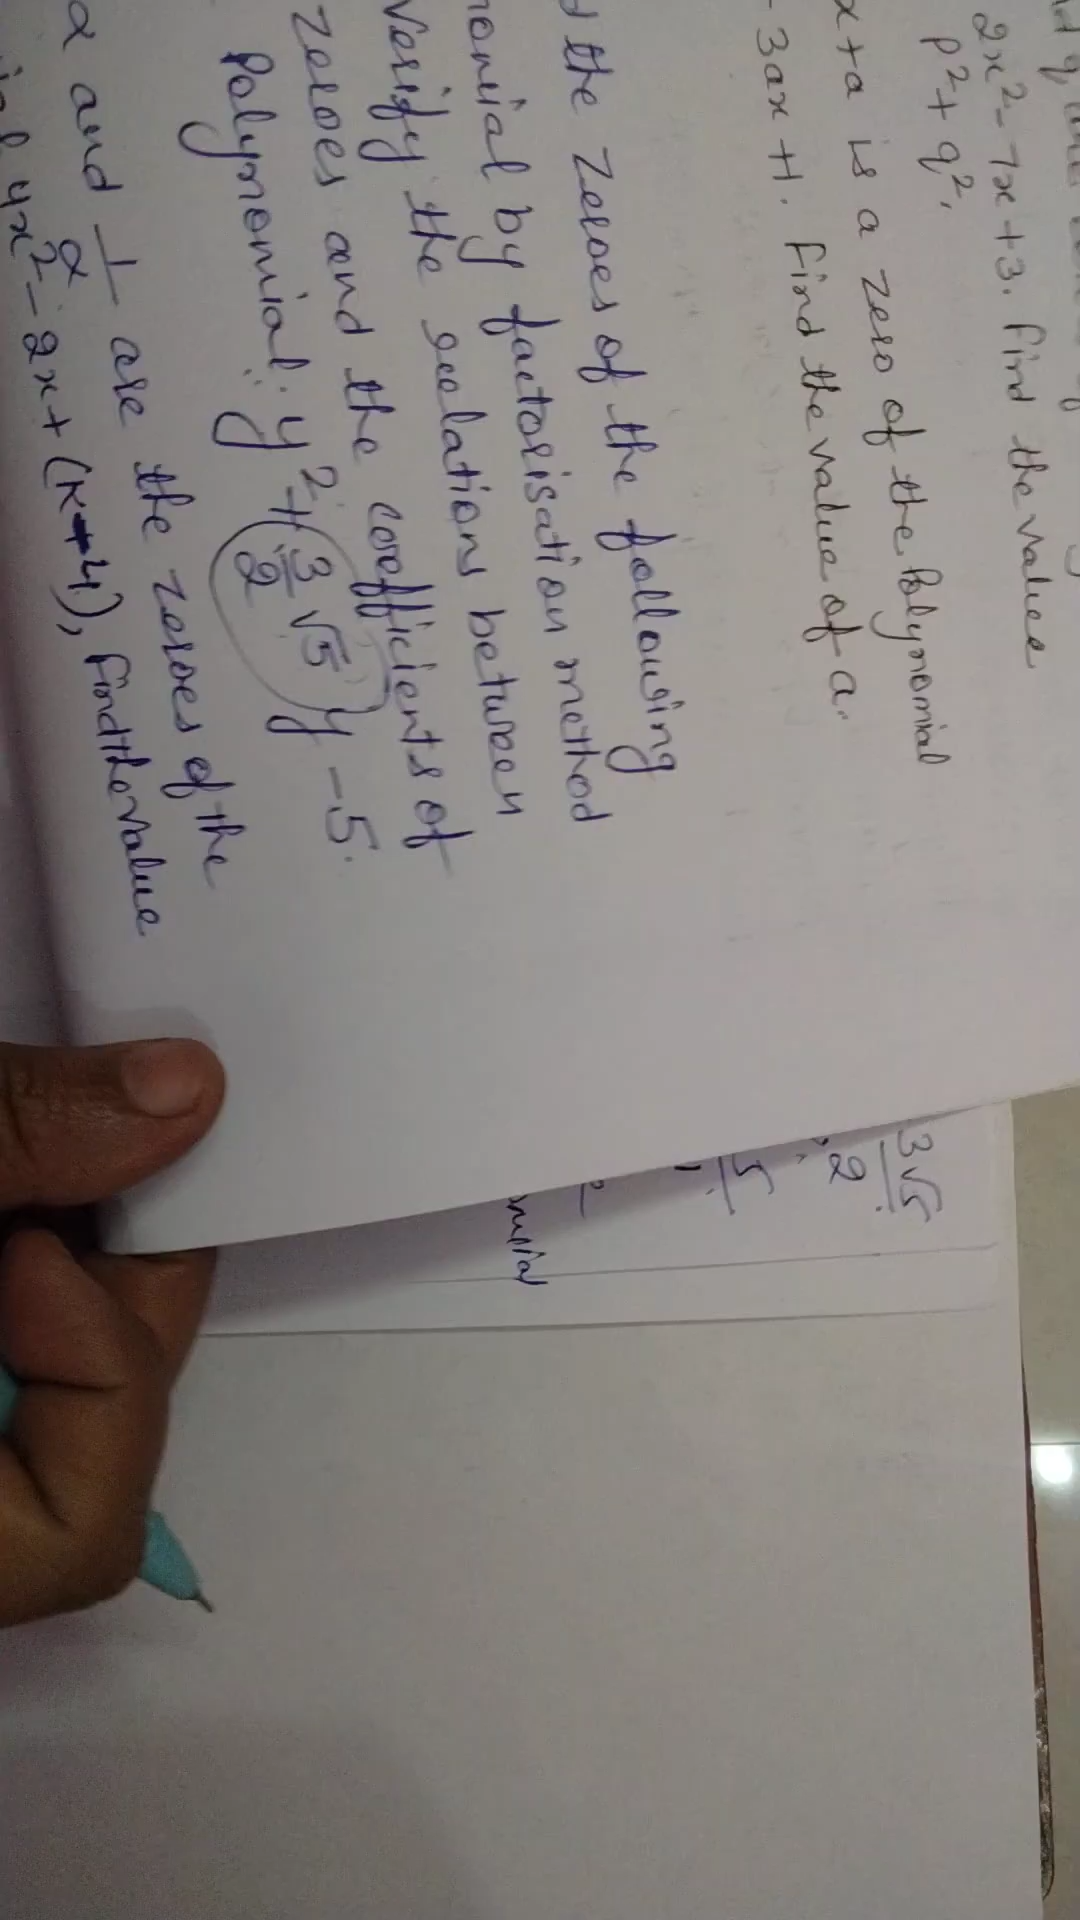 2x²-7x+3. Find the value
p²+q².
x+a is a zero of the Polynomial
3ax+1. Find the value of a.
the zeroes of the following
by factorisation method
Verify the relations between
zeroes and the coefficients of
Polynomial: y²+(3/2 √5)y-5.
α and 1/α are the zeroes of the
4x²-2x+(k+4), Find the value
3√5
2
5